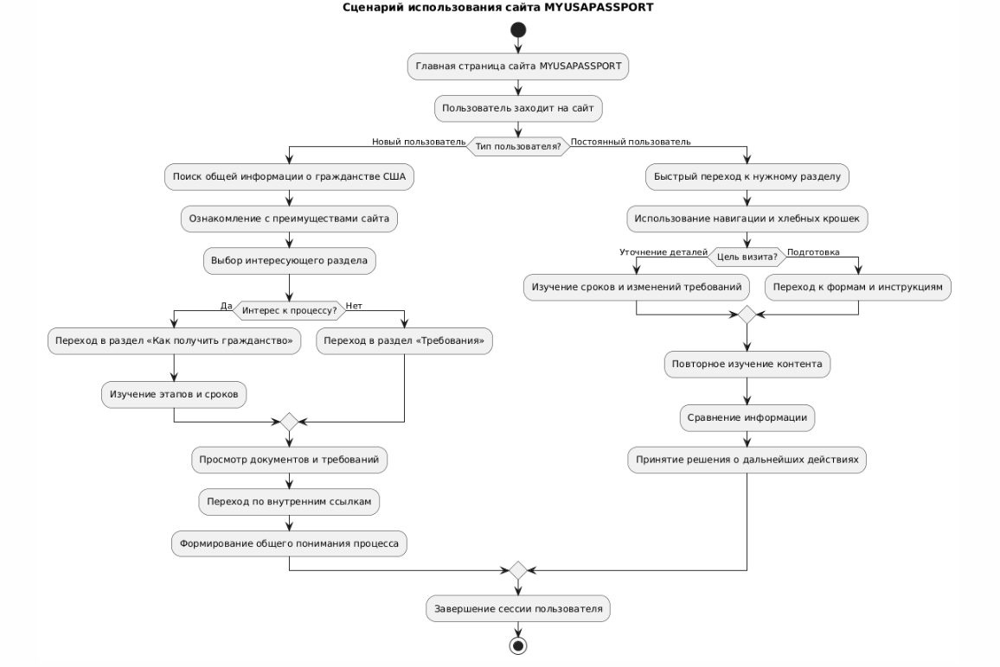 Сценарий использования сайта MYUSAPASSPORT
Главная страница сайта MYUSAPASSPORT
Пользователь заходит на сайт
Новый пользователь
Тип пользователя?
Постоянный пользователь
Поиск общей информации о гражданстве США
Ознакомление с преимуществами сайта
Выбор интересующего раздела
Да
Интерес к процессу?
Нет
Переход в раздел «Как получить гражданство»
Изучение этапов и сроков
Переход в раздел «Требования»
Просмотр документов и требований
Переход по внутренним ссылкам
Формирование общего понимания процесса
Быстрый переход к нужному разделу
Использование навигации и хлебных крошек
Уточнение деталей
Цель визита?
Подготовка
Изучение сроков и изменений требований
Переход к формам и инструкциям
Повторное изучение контента
Сравнение информации
Принятие решения о дальнейших действиях
Завершение сессии пользователя